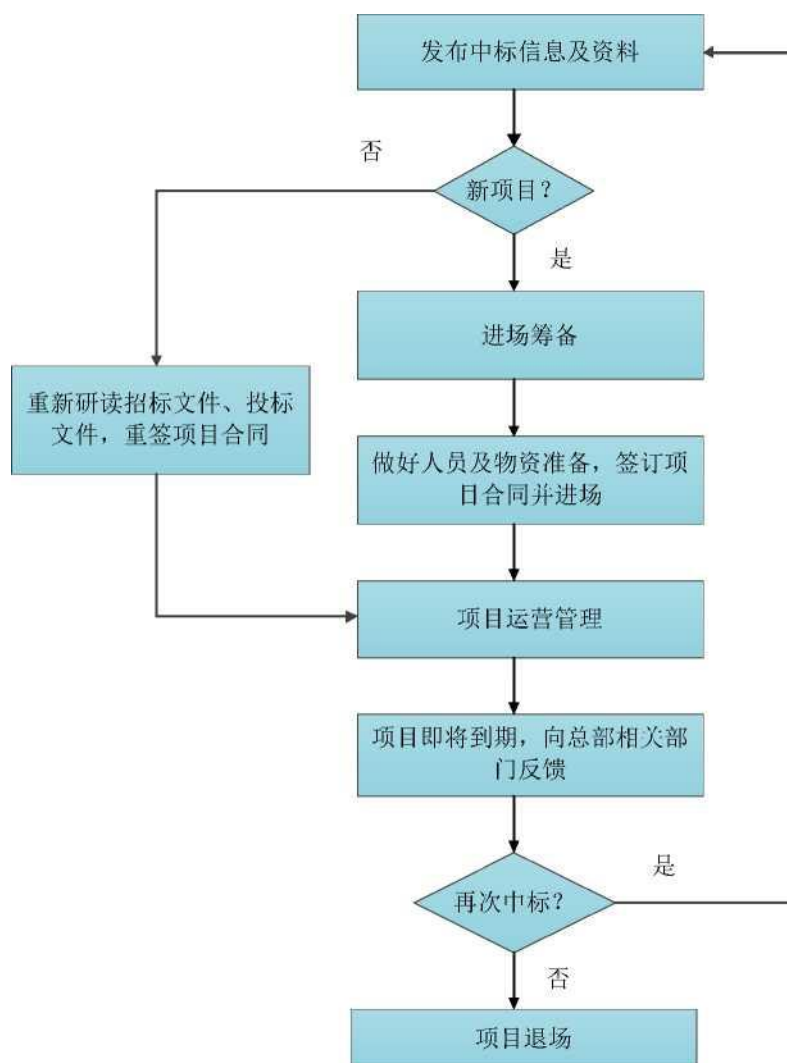 发布中标信息及资料
否
新项目？
是
进场筹备
重新研读招标文件、投标
文件，重签项目合同
做好人员及物资准备，签订项
目合同并进场
项目运营管理
项目即将到期，向总部相关部
门反馈
是
再次中标？
否
项目退场